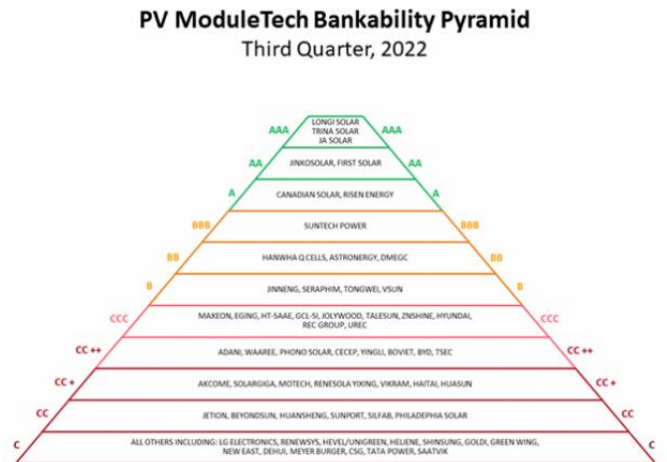 PV ModuleTech Bankability Pyramid
Third Quarter, 2022
AAA LONGI SOLAR AAA
TRINA SOLAR
JA SOLAR
AA JINKOSOLAR, FIRST SOLAR AA
A CANADIAN SOLAR, RISEN ENERGY A
BBB SUNTECH POWER BBB
BB HANWHA Q CELLS, ASTRONERGY, DMEGC BB
B JINNENG, SERAPHIM, TONGWEI, VSUN B
CCC MAXEON, EGING, HT-SAAE, GCL-SI, JOLYWOOD, TALESUN, ZNSHINE, HYUNDAI, CCC
REC GROUP, UREC
CC ++ ADANI, WAAREE, PHONO SOLAR, CECEP, YINGLI, BOVIET, BYD, TSEC CC ++
CC + AKCOME, SOLARGIGA, MOTECH, RENESOLA YIXING, VIKRAM, HAITAI, HUASUN CC +
CC JETION, BEYONDSUN, HUANSHENG, SUNPORT, SILFAB, PHILADEPHIA SOLAR CC
C ALL OTHERS INCLUDING: LG ELECTRONICS, RENEWSYS, HEVEL/UNIGREEN, HELIENE, SHINSUNG, GOLDI, GREEN WING, C
NEW EAST, DEHUI, MEYER BURGER, CSG, TATA POWER, SAATVIK